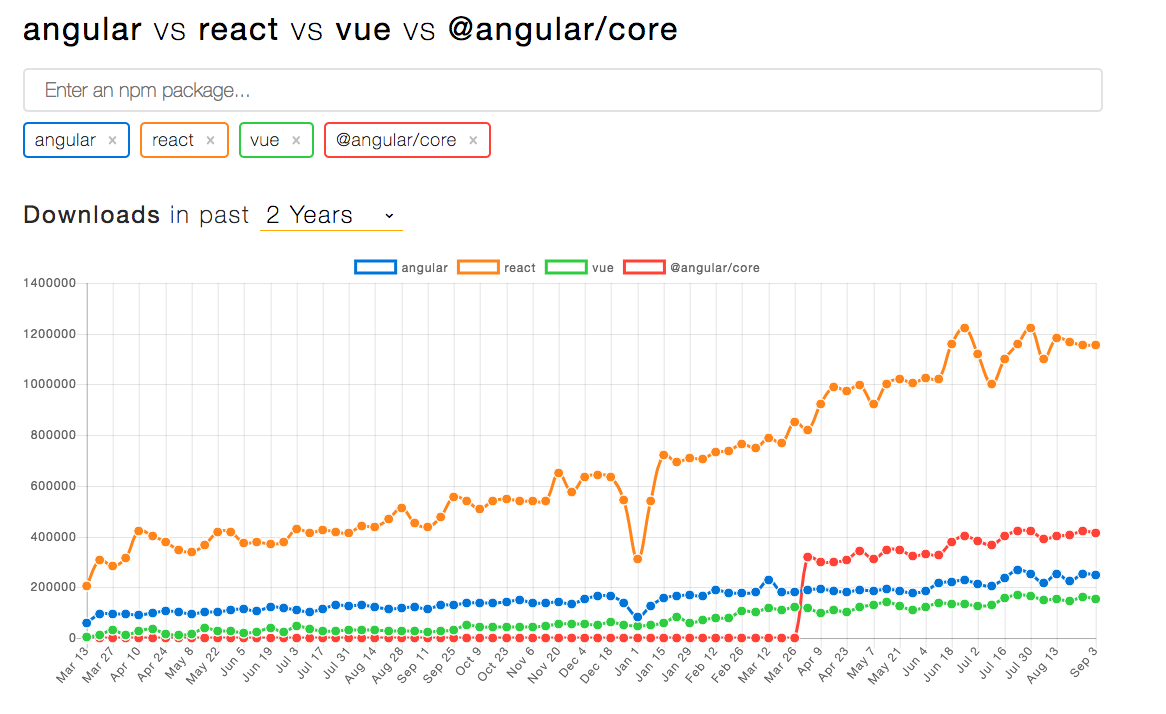 angular vs react vs vue vs @angular/core
Enter an npm package...
angular × react × vue × @angular/core ×
Downloads in past 2 Years
angular react vue @angular/core
1400000
1200000
1000000
800000
600000
400000
200000
0
Mar 13 Mar 27 Apr 10 Apr 24 May 8 May 22 Jun 5 Jun 19 Jul 3 Jul 17 Jul 31 Aug 14 Aug 28 Sep 11 Sep 25 Oct 9 Oct 23 Nov 6 Nov 20 Dec 4 Dec 18 Jan 1 Jan 15 Jan 29 Feb 12 Feb 26 Mar 12 Mar 26 Apr 9 Apr 23 May 7 May 21 Jun 4 Jun 18 Jul 2 Jul 16 Jul 30 Aug 13 Sep 3